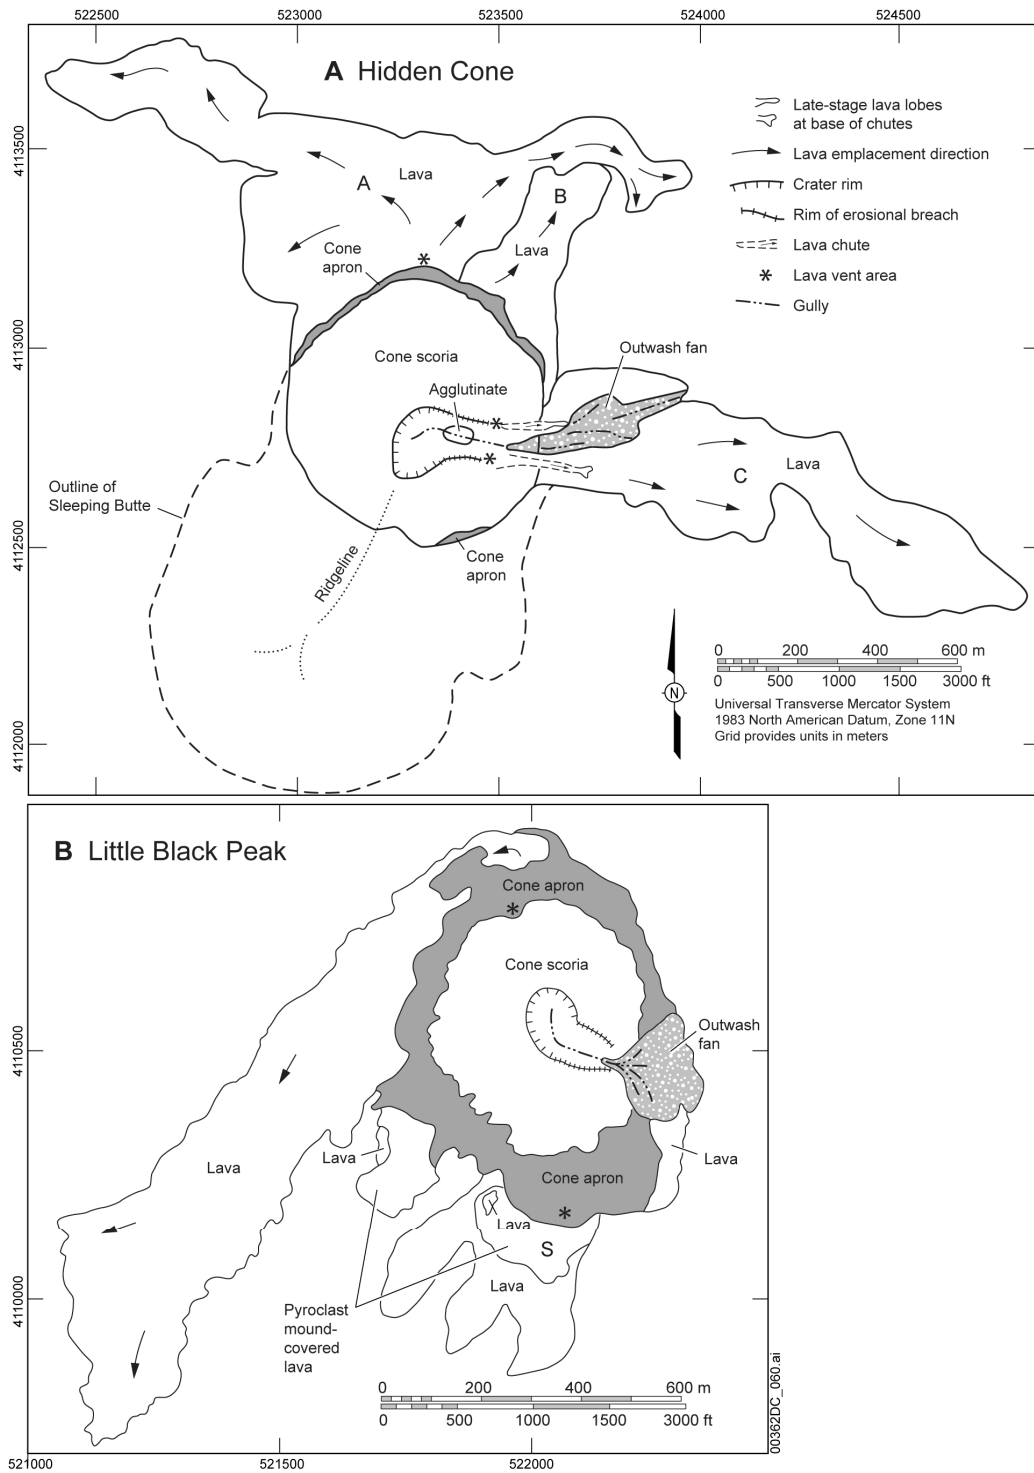 522500 523000 523500 524000 524500
A Hidden Cone
Late-stage lava lobes
at base of chutes
Lava emplacement direction
Crater rim
Rim of erosional breach
Lava chute
* Lava vent area
Gully
4113500
4113000
4112500
4112000
A
Lava
B
Lava
Cone
apron
*
Cone scoria
Outwash fan
Agglutinate
*
*
C
Lava
Outline of
Sleeping Butte
Cone
apron
Ridgeline
N
0 200 400 600 m
0 500 1000 1500 3000 ft
Universal Transverse Mercator System
1983 North American Datum, Zone 11N
Grid provides units in meters
B Little Black Peak
Cone apron
*
Cone scoria
Outwash
fan
4110500
4110000
Lava
Lava
Lava
Cone apron
*
Lava
S
Lava
Pyroclast
mound-
covered
lava
0 200 400 600 m
0 500 1000 1500 3000 ft
00362DC_060.ai
521000 521500 522000